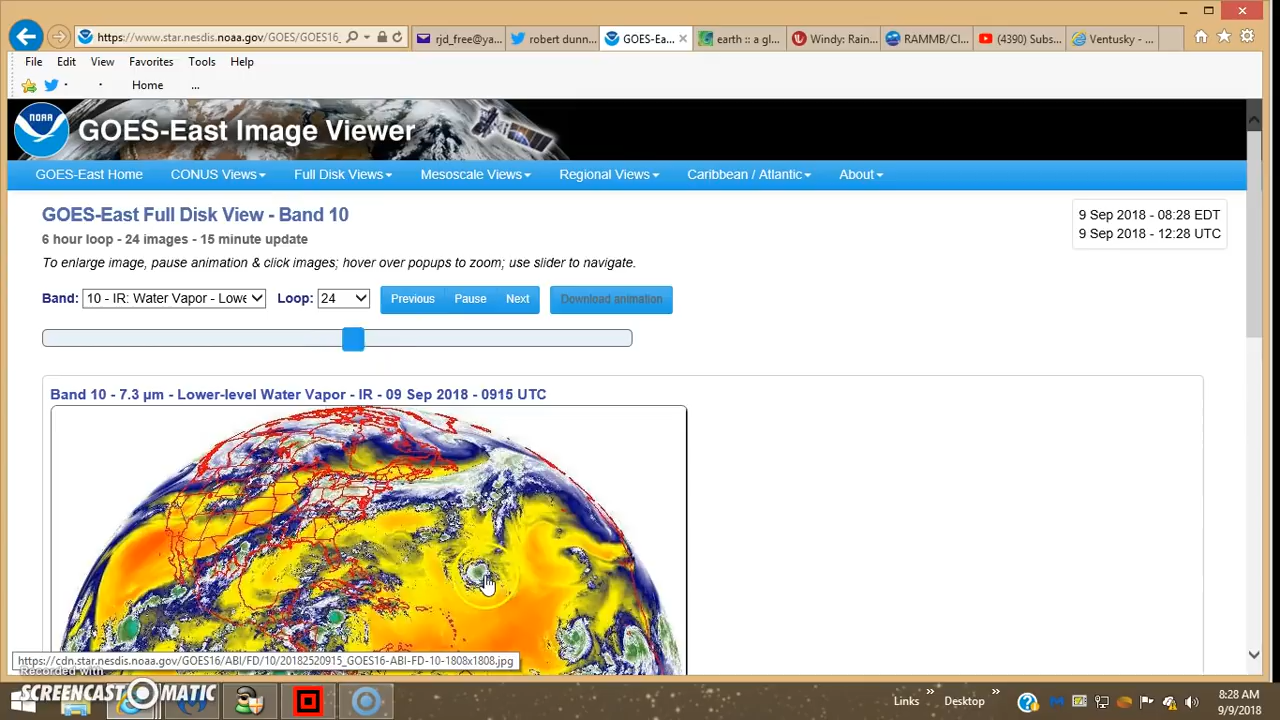 https://www.star.nesdis.noaa.gov/GOES/GOES16_
rjd_free@ya...
robert dunn...
GOES-Ea...
earth :: a gl...
Windy: Rain...
RAMMB/CI...
(4390) Subs...
Ventusky - ...
File Edit View Favorites Tools Help
Home ...
NOAA
GOES-East Image Viewer
GOES-East Home CONUS Views Full Disk Views Mesoscale Views Regional Views Caribbean / Atlantic About
GOES-East Full Disk View - Band 10
9 Sep 2018 - 08:28 EDT
9 Sep 2018 - 12:28 UTC
6 hour loop - 24 images - 15 minute update
To enlarge image, pause animation & click images; hover over popups to zoom; use slider to navigate.
Band: 10 - IR: Water Vapor - Lowe Loop: 24 Previous Pause Next Download animation
Band 10 - 7.3 µm - Lower-level Water Vapor - IR - 09 Sep 2018 - 0915 UTC
https://cdn.star.nesdis.noaa.gov/GOES16/ABI/FD/10/20182520915_GOES16-ABI-FD-10-1808x1808.jpg
Recorded with
SCREENCAST-O-MATIC
Links » Desktop »
8:28 AM
9/9/2018